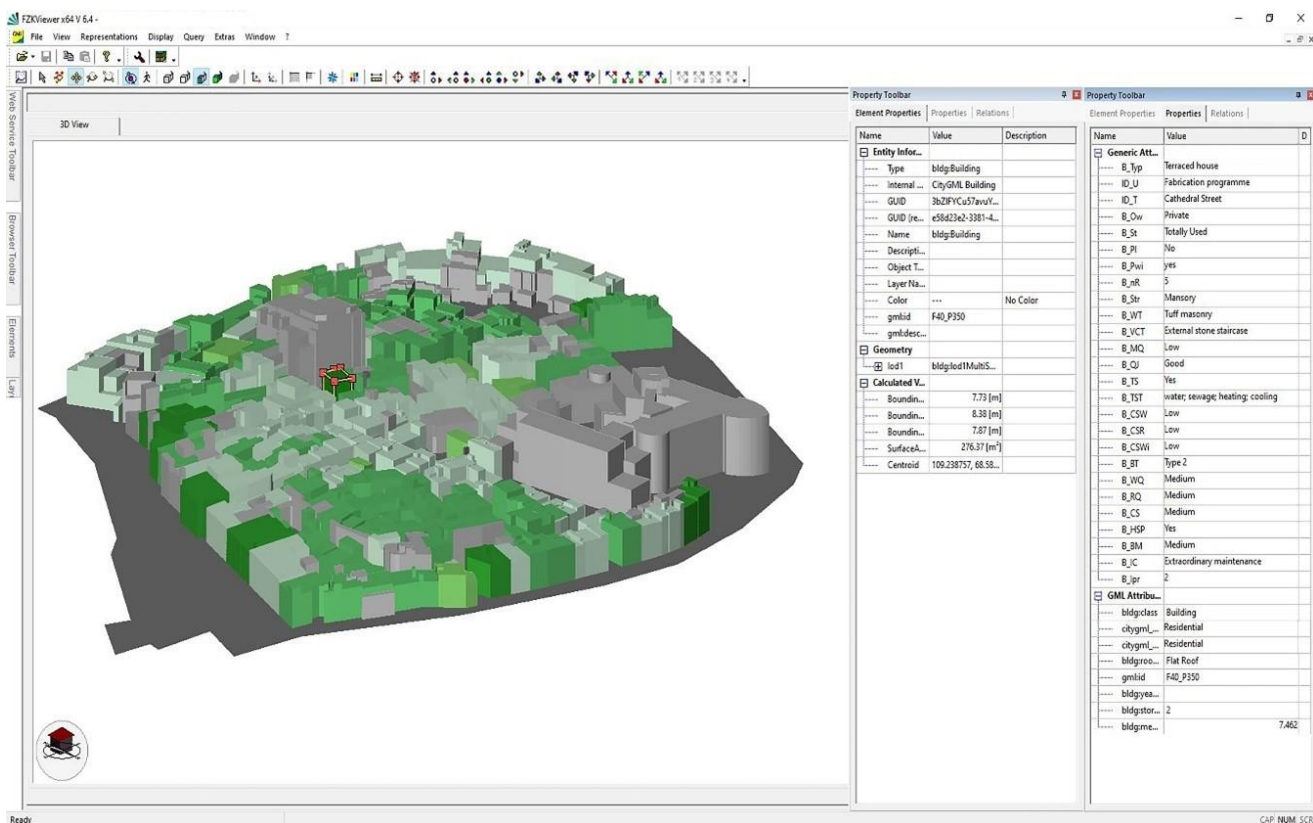 FZKViewer x64 V 6.4 -
File View Representations Display Query Extras Window ?
Web Service Toolbar
Browser Toolbar
Elements
Layı
3D View
Property Toolbar
Element Properties Properties Relations
Name Value Description
Entity Infor...
Type bldg:Building
Internal ... CityGML Building
GUID 3bZIFYCu57avuY...
GUID (re... e58d23e2-3381-4...
Name bldg:Building
Descripti...
Object T...
Layer Na...
Color --- No Color
gml:id F40_P350
gml:desc...
Geometry
lod1 bldg:lod1MultiS...
Calculated V...
Boundin... 7.73 [m]
Boundin... 8.38 [m]
Boundin... 7.87 [m]
SurfaceA... 276.37 [m²]
Centroid 109.238757, 68.58...
Property Toolbar
Element Properties Properties Relations
Name Value D
Generic Att...
B_Typ Terraced house
ID_U Fabrication programme
ID_T Cathedral Street
B_Ow Private
B_St Totally Used
B_Pl No
B_Pwi yes
B_nR 5
B_Str Mansory
B_WT Tuff masonry
B_VCT External stone staircase
B_MQ Low
B_QJ Good
B_TS Yes
B_TST water; sewage; heating; cooling
B_CSW Low
B_CSR Low
B_CSWi Low
B_BT Type 2
B_WQ Medium
B_RQ Medium
B_CS Medium
B_HSP Yes
B_BM Medium
B_IC Extraordinary maintenance
B_Ipr 2
GML Attribu...
bldg:class Building
citygml_... Residential
citygml_... Residential
bldg:roo... Flat Roof
gml:id F40_P350
bldg:yea...
bldg:stor... 2
bldg:me... 7.462
Ready
CAP NUM SCR